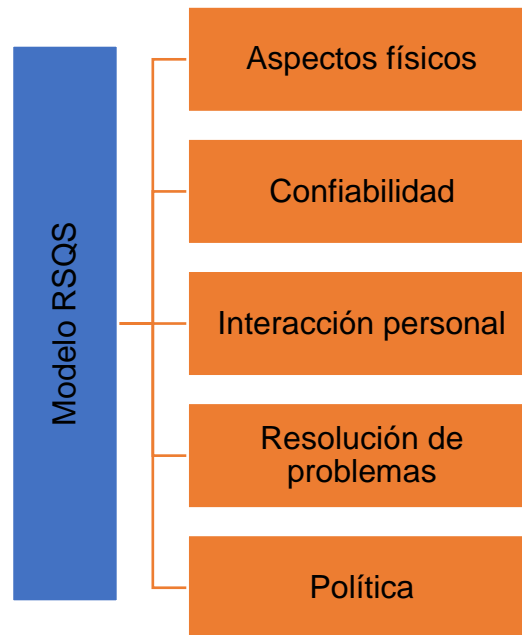 Modelo RSQS
Aspectos físicos
Confiabilidad
Interacción personal
Resolución de
problemas
Política